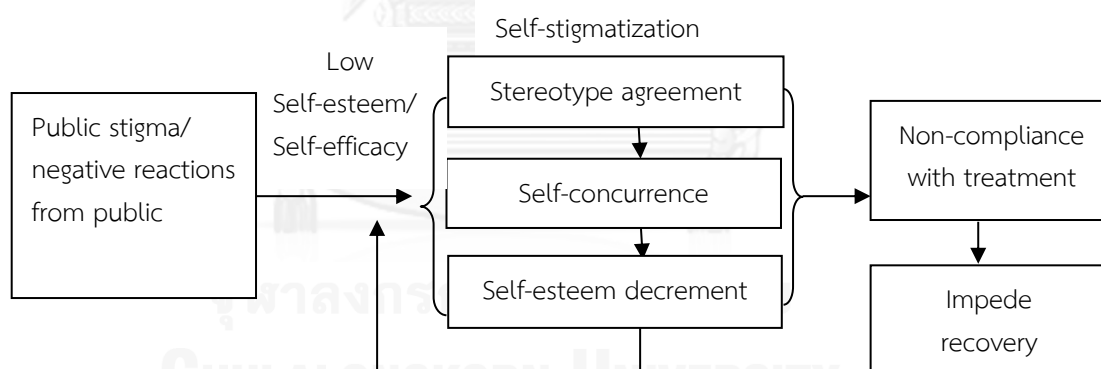 Self-stigmatization
Low
Self-esteem/
Self-efficacy
Public stigma/
negative reactions
from public
Stereotype agreement
Self-concurrence
Self-esteem decrement
Non-compliance
with treatment
Impede
recovery